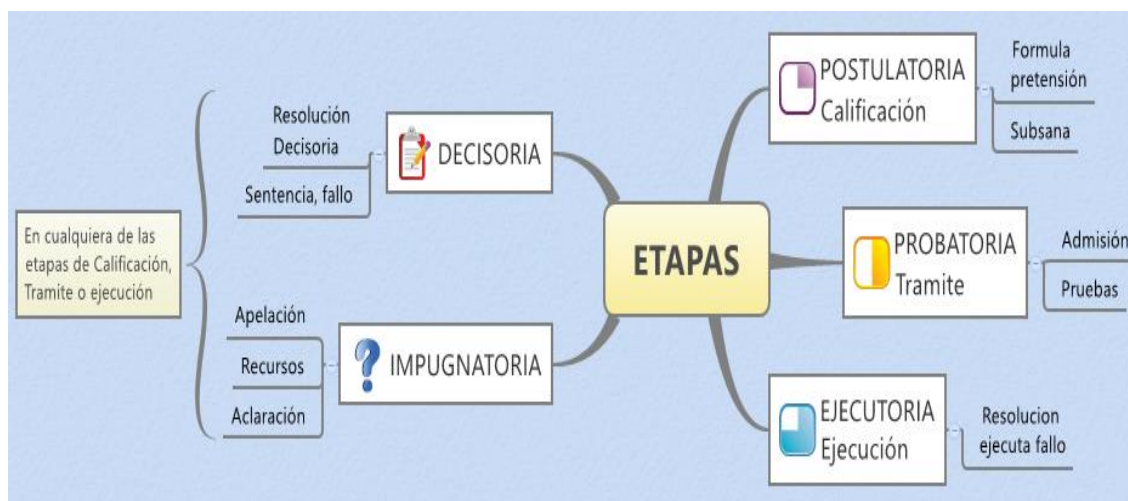 ETAPAS
POSTULATORIA
Calificación
Formula
pretensión
Subsana
PROBATORIA
Tramite
Admisión
Pruebas
EJECUTORIA
Ejecución
Resolucion
ejecuta fallo
DECISORIA
Resolución
Decisoria
Sentencia, fallo
IMPUGNATORIA
Apelación
Recursos
Aclaración
En cualquiera de las
etapas de Calificación,
Tramite o ejecución